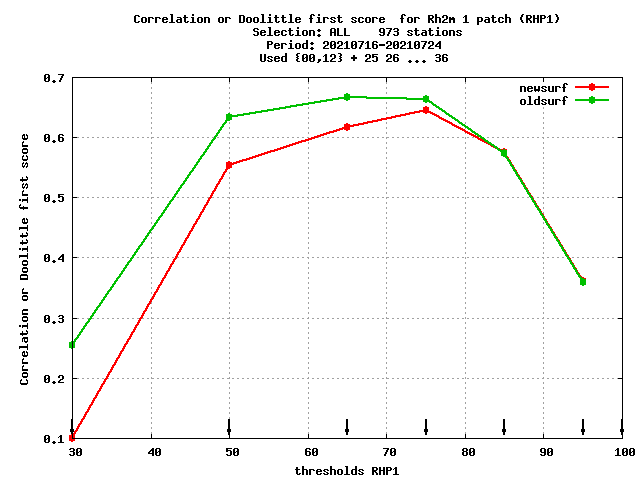 Correlation or Doolittle first score  for Rh2m 1 patch (RHP1)
Selection: ALL    973 stations
Period: 20210716-20210724
Used {00,12} + 25 26 ... 36
newsurf
oldsurf
Correlation or Doolittle first score
0.7
0.6
0.5
0.4
0.3
0.2
0.1
30 40 50 60 70 80 90 100
thresholds RHP1